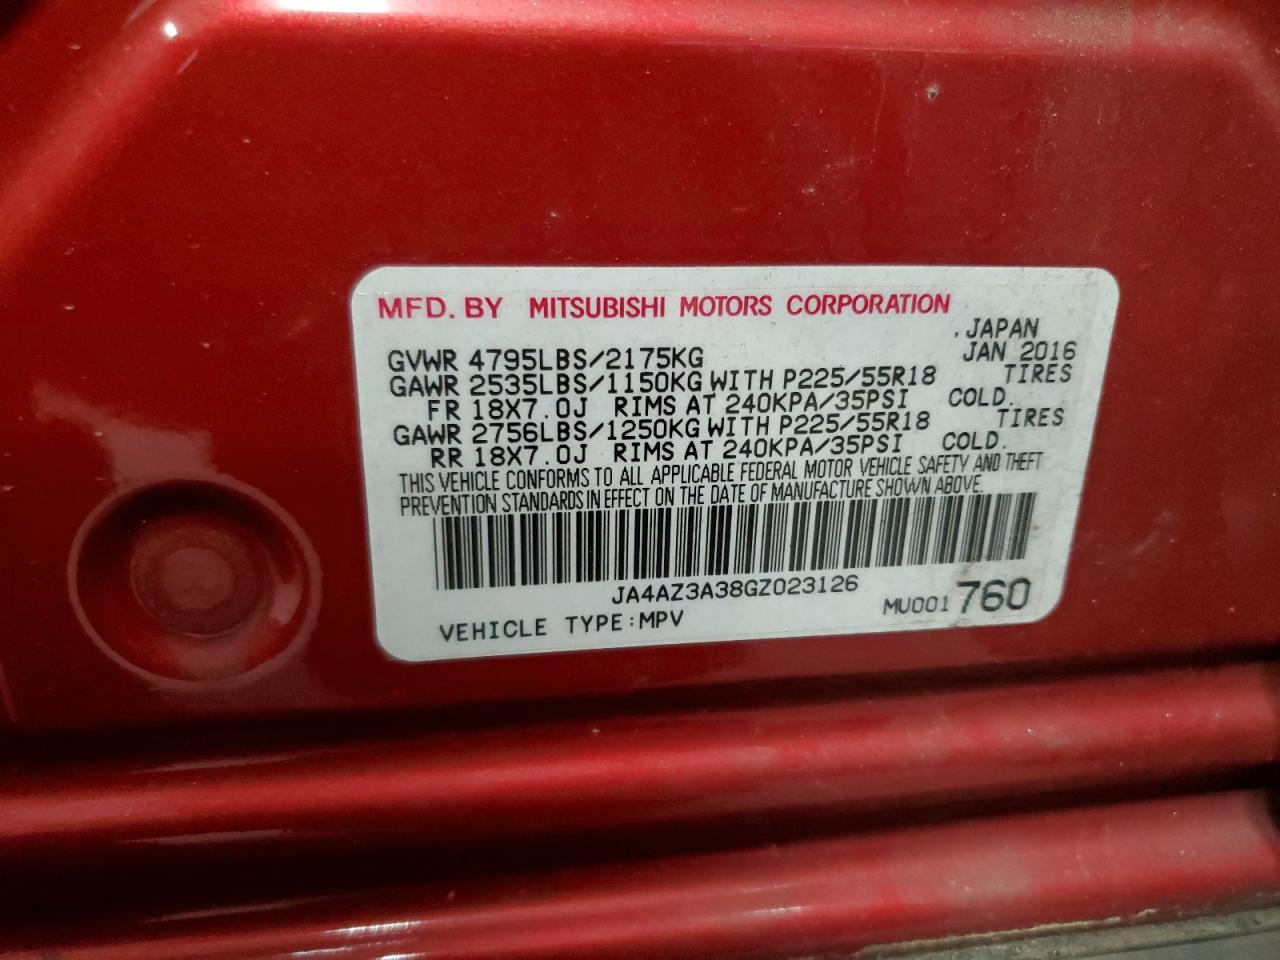 MFD. BY MITSUBISHI MOTORS CORPORATION
. JAPAN
GVWR 4795LBS/2175KG JAN 2016
GAWR 2535LBS/1150KG WITH P225/55R18 TIRES
FR 18X7.0J RIMS AT 240KPA/35PSI COLD.
GAWR 2756LBS/1250KG WITH P225/55R18 TIRES
RR 18X7.0J RIMS AT 240KPA/35PSI COLD.
THIS VEHICLE CONFORMS TO ALL APPLICABLE FEDERAL MOTOR VEHICLE SAFETY AND THEFT
PREVENTION STANDARDS IN EFFECT ON THE DATE OF MANUFACTURE SHOWN ABOVE.
JA4AZ3A38GZ023126
VEHICLE TYPE:MPV MU001 760